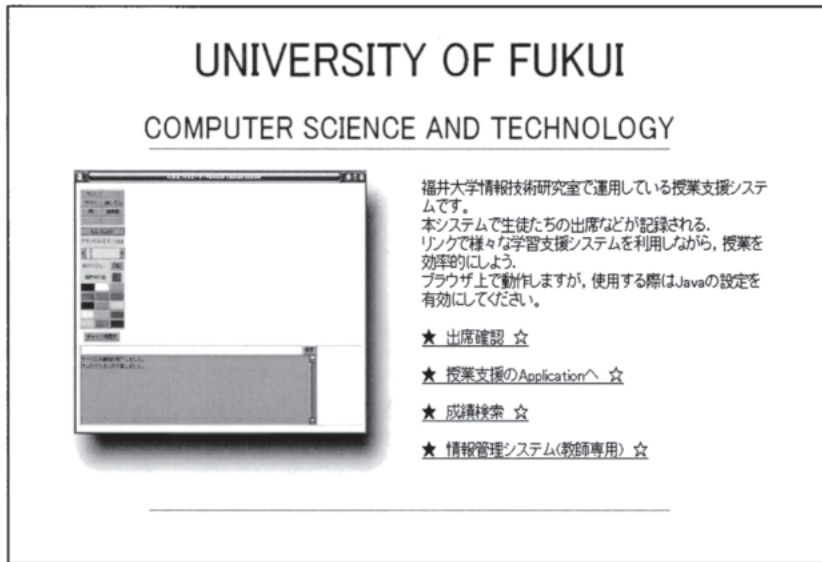 UNIVERSITY OF FUKUI
COMPUTER SCIENCE AND TECHNOLOGY
福井大学情報技術研究室で運用している授業支援システ
ムです。
本システムで生徒たちの出席などが記録される.
リンクで様々な学習支援システムを利用しながら, 授業を
効率的にしよう.
ブラウザ上で動作しますが, 使用する際はJavaの設定を
有効にしてください。
★ 出席確認 ☆
★ 授業支援のApplicationへ ☆
★ 成績検索 ☆
★ 情報管理システム(教師専用) ☆